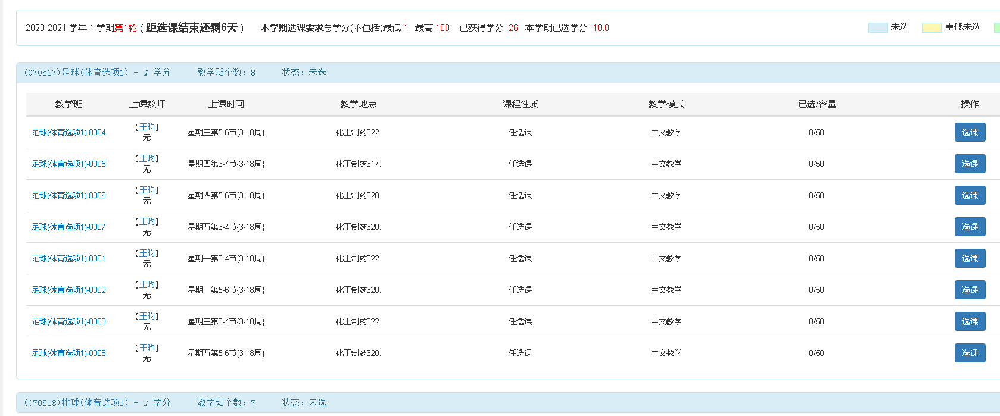 2020-2021 学年 1 学期第1轮 ( 距选课结束还剩6天 ) 本学期选课要求总学分(不包括)最低 1 最高 100 已获得学分 26 本学期已选学分 10.0 未选 重修未选
(070517)足球(体育选项1) - 1 学分 教学班个数: 8 状态: 未选
教学班 上课教师 上课时间 教学地点 课程性质 教学模式 已选/容量 操作
足球(体育选项1)-0004 【王昀】 无 星期三第5-6节{3-18周} 化工制药322. 任选课 中文教学 0/50 选课
足球(体育选项1)-0005 【王昀】 无 星期四第3-4节{3-18周} 化工制药317. 任选课 中文教学 0/50 选课
足球(体育选项1)-0006 【王昀】 无 星期四第5-6节{3-18周} 化工制药320. 任选课 中文教学 0/50 选课
足球(体育选项1)-0007 【王昀】 无 星期五第3-4节{3-18周} 化工制药320. 任选课 中文教学 0/50 选课
足球(体育选项1)-0001 【王昀】 无 星期一第3-4节{3-18周} 化工制药322. 任选课 中文教学 0/50 选课
足球(体育选项1)-0002 【王昀】 无 星期一第5-6节{3-18周} 化工制药320. 任选课 中文教学 0/50 选课
足球(体育选项1)-0003 【王昀】 无 星期三第3-4节{3-18周} 化工制药322. 任选课 中文教学 0/50 选课
足球(体育选项1)-0008 【王昀】 无 星期五第5-6节{3-18周} 化工制药320. 任选课 中文教学 0/50 选课
(070518)排球(体育选项1) - 1 学分 教学班个数: 7 状态: 未选